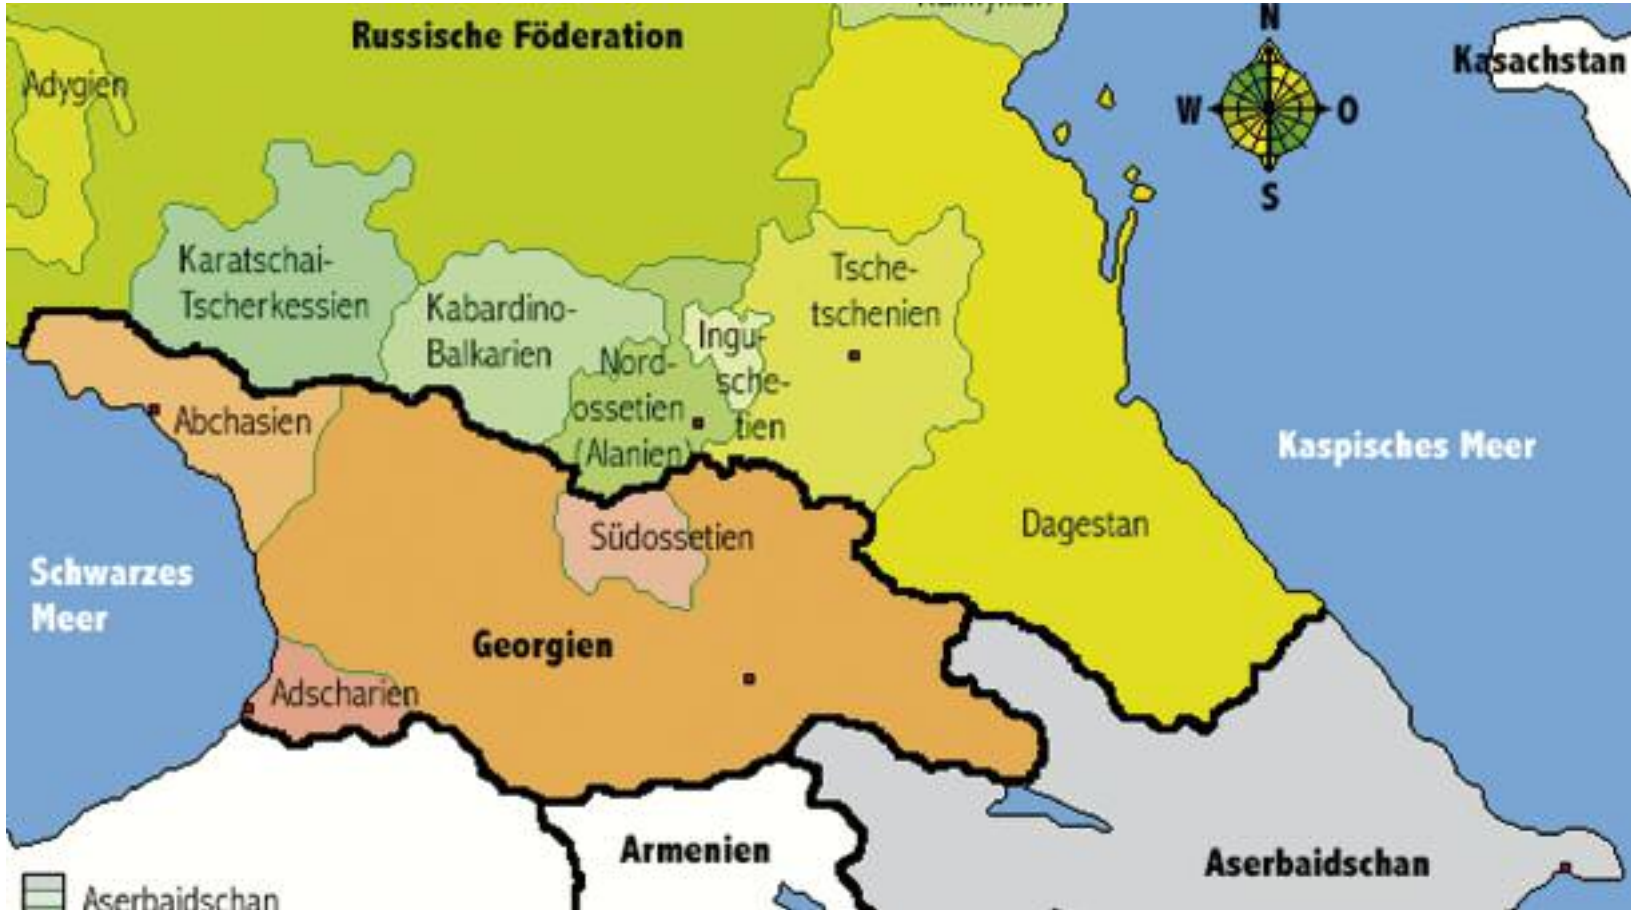 Russische Föderation
N
Kasachstan
Adygien
W
O
S
Karatschai-
Tscherkessien
Kabardino-
Balkarien
Nord-
ossetien
(Alanien)
Ingu-
sche-
tien
Tsche-
tschenien
Abchasien
Kaspisches Meer
Südossetien
Dagestan
Schwarzes
Meer
Georgien
Adscharien
Armenien
Aserbaidschan
Aserbaidschan